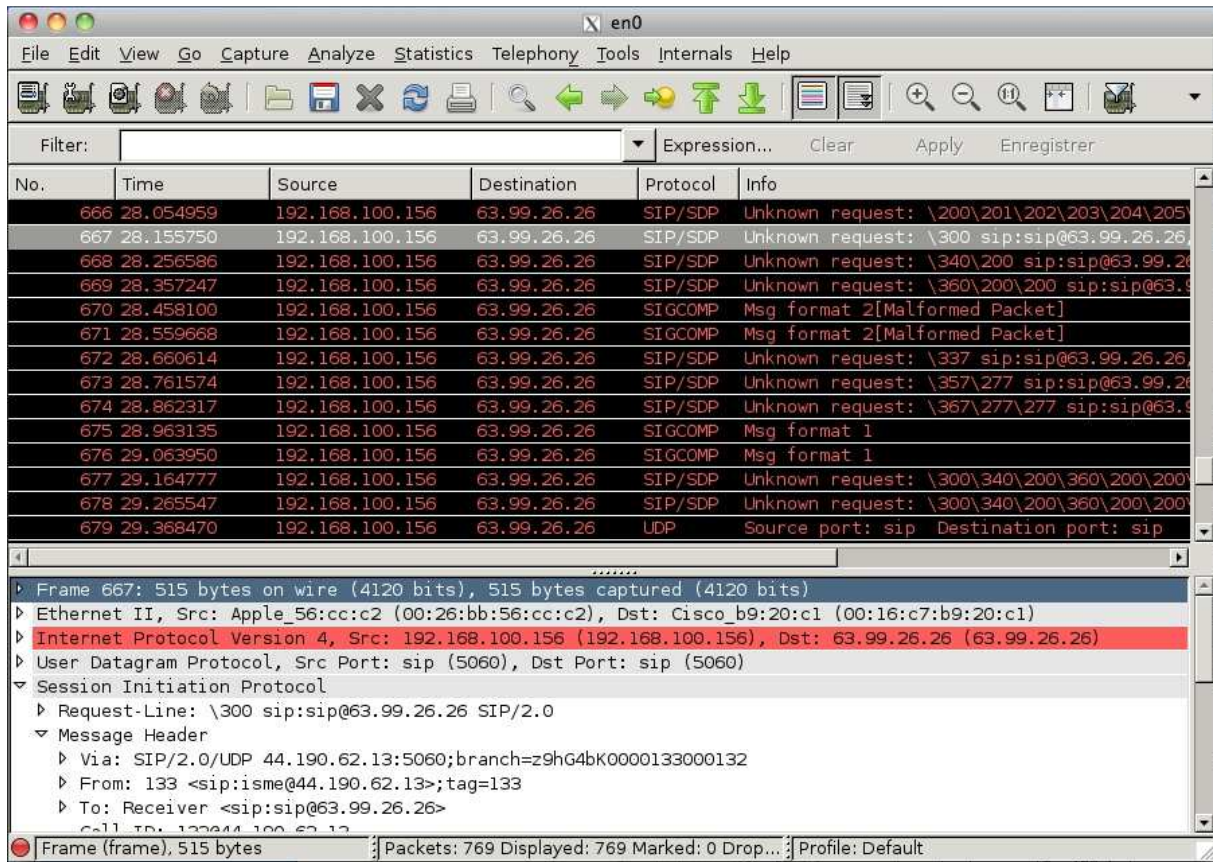 en0
File Edit View Go Capture Analyze Statistics Telephony Tools Internals Help
Filter: Expression... Clear Apply Enregistrer
No. Time Source Destination Protocol Info
666 28.054959 192.168.100.156 63.99.26.26 SIP/SDP Unknown request: \200\201\202\203\204\205\
667 28.155750 192.168.100.156 63.99.26.26 SIP/SDP Unknown request: \300 sip:sip@63.99.26.26,
668 28.256586 192.168.100.156 63.99.26.26 SIP/SDP Unknown request: \340\200 sip:sip@63.99.26
669 28.357247 192.168.100.156 63.99.26.26 SIP/SDP Unknown request: \360\200\200 sip:sip@63.9
670 28.458100 192.168.100.156 63.99.26.26 SIGCOMP Msg format 2[Malformed Packet]
671 28.559668 192.168.100.156 63.99.26.26 SIGCOMP Msg format 2[Malformed Packet]
672 28.660614 192.168.100.156 63.99.26.26 SIP/SDP Unknown request: \337 sip:sip@63.99.26.26,
673 28.761574 192.168.100.156 63.99.26.26 SIP/SDP Unknown request: \357\277 sip:sip@63.99.26
674 28.862317 192.168.100.156 63.99.26.26 SIP/SDP Unknown request: \367\277\277 sip:sip@63.9
675 28.963135 192.168.100.156 63.99.26.26 SIGCOMP Msg format 1
676 29.063950 192.168.100.156 63.99.26.26 SIGCOMP Msg format 1
677 29.164777 192.168.100.156 63.99.26.26 SIP/SDP Unknown request: \300\340\200\360\200\200\
678 29.265547 192.168.100.156 63.99.26.26 SIP/SDP Unknown request: \300\340\200\360\200\200\
679 29.368470 192.168.100.156 63.99.26.26 UDP Source port: sip Destination port: sip
Frame 667: 515 bytes on wire (4120 bits), 515 bytes captured (4120 bits)
Ethernet II, Src: Apple_56:cc:c2 (00:26:bb:56:cc:c2), Dst: Cisco_b9:20:c1 (00:16:c7:b9:20:c1)
Internet Protocol Version 4, Src: 192.168.100.156 (192.168.100.156), Dst: 63.99.26.26 (63.99.26.26)
User Datagram Protocol, Src Port: sip (5060), Dst Port: sip (5060)
Session Initiation Protocol
Request-Line: \300 sip:sip@63.99.26.26 SIP/2.0
Message Header
Via: SIP/2.0/UDP 44.190.62.13:5060;branch=z9hG4bK0000133000132
From: 133 <sip:isme@44.190.62.13>;tag=133
To: Receiver <sip:sip@63.99.26.26>
Frame (frame), 515 bytes Packets: 769 Displayed: 769 Marked: 0 Drop... Profile: Default